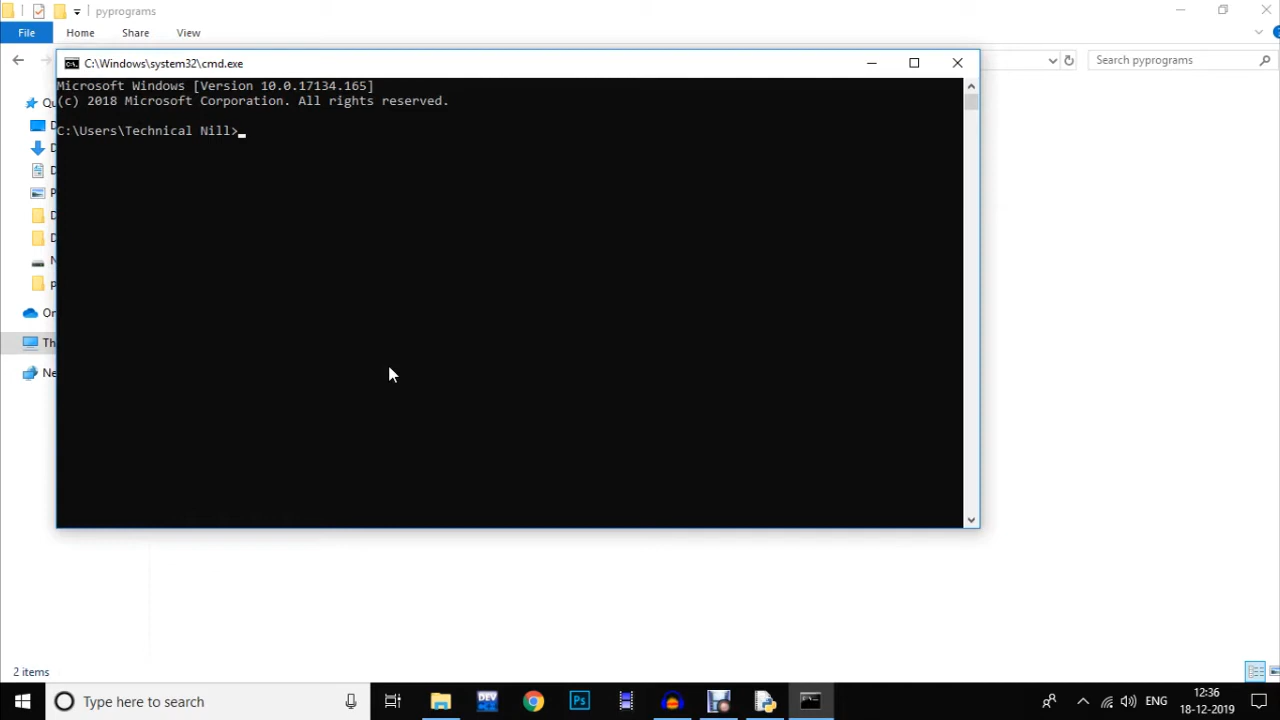 pyprograms
File
Home
Share
View
C:\Windows\system32\cmd.exe
Search pyprograms
Microsoft Windows [Version 10.0.17134.165]
(c) 2018 Microsoft Corporation. All rights reserved.
C:\Users\Technical Nill>
2 items
Type here to search
DEV
Ps
ENG
12:36
18-12-2019